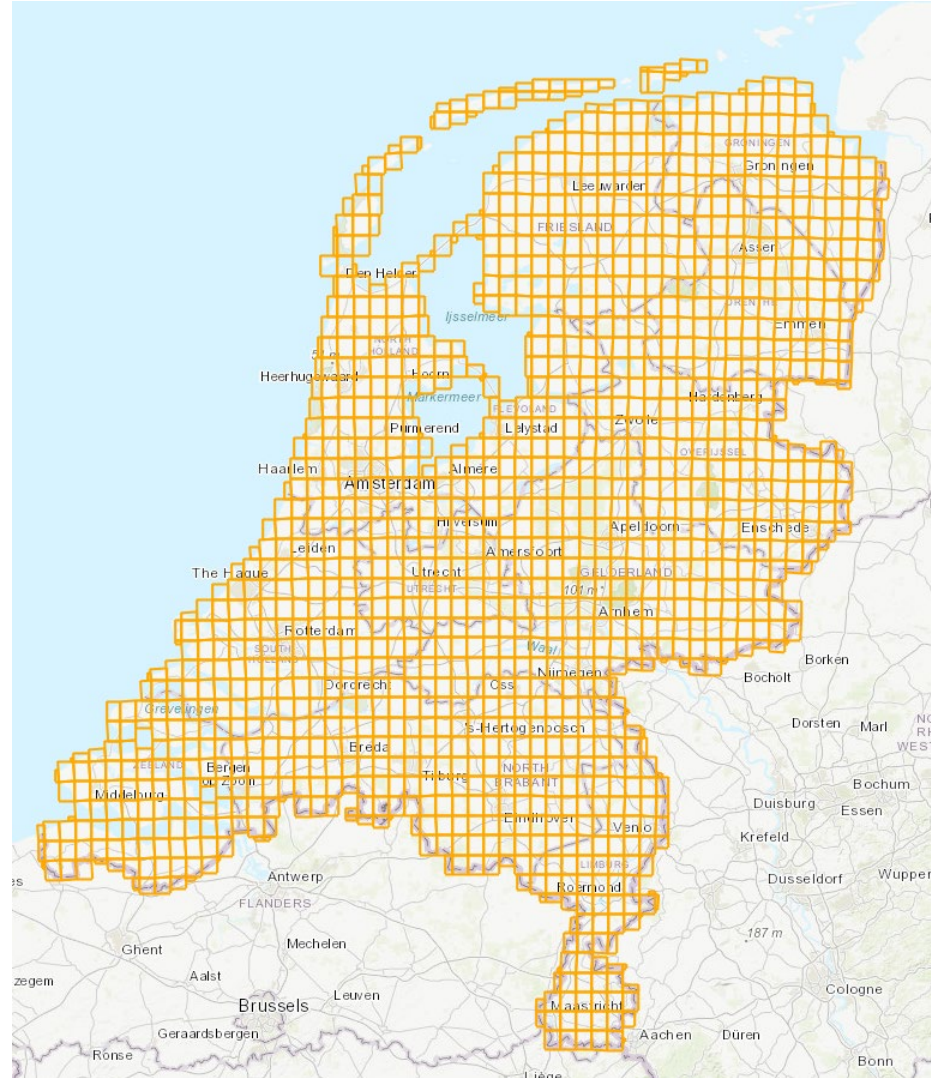 GRONINGEN
Groningen
Leeuwarden
FRIESLAND
Assen
Den Helder
DRENTHE
Ijsselmeer
Emmen
NORTH
HOLLAND
Heerhugowaard
Hoorn
Markermeer
Hardenberg
FLEVOLAND
Purmerend
Lelystad
Zwolle
OVERIJSSEL
Haarlem
Almere
Amsterdam
Hilversum
Apeldoorn
Enschede
Leiden
Amersfoort
The Hague
Utrecht
GELDERLAND
UTRECHT
101 m
Arnhem
Rotterdam
SOUTH
HOLLAND
Waal
Borken
Nijmegen
Bocholt
Dordrecht
Oss
Grevelingen
's-Hertogenbosch
Dorsten
Marl
Breda
ZEELAND
Bergen
op Zoom
Tilburg
NORTH
BRABANT
Bochum
Middelburg
Duisburg
Essen
Eindhoven
Venlo
Krefeld
LIMBURG
Antwerp
Roermond
Dusseldorf
Wupper
FLANDERS
187 m
Ghent
Mechelen
Aalst
zegem
Cologne
Leuven
Maastricht
Brussels
Geraardsbergen
Aachen
Düren
Ronse
Bonn
Liège